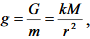 g = G/m = kM/r²,